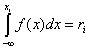 ∫_{-∞}^{x_i} f(x)dx = r_i